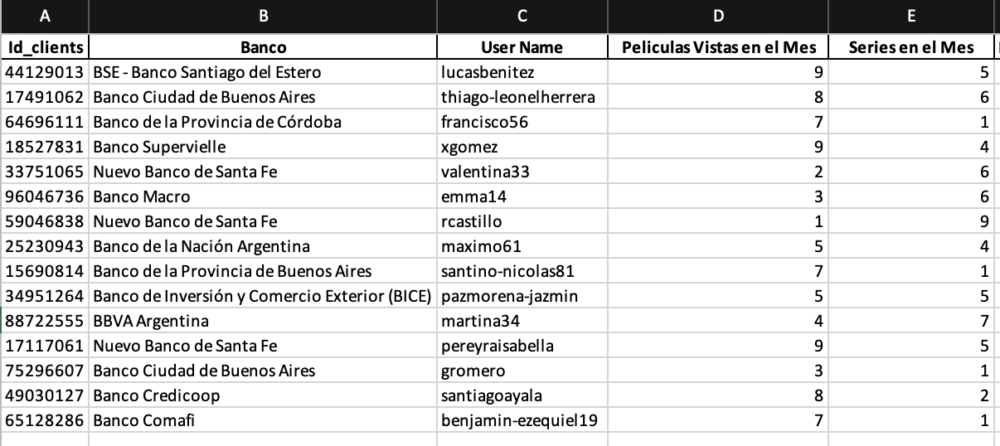 A B C D E
Id_clients Banco User Name Peliculas Vistas en el Mes Series en el Mes
44129013 BSE - Banco Santiago del Estero lucasbenitez 9 5
17491062 Banco Ciudad de Buenos Aires thiago-leonelherrera 8 6
64696111 Banco de la Provincia de Córdoba francisco56 7 1
18527831 Banco Supervielle xgomez 9 4
33751065 Nuevo Banco de Santa Fe valentina33 2 6
96046736 Banco Macro emma14 3 6
59046838 Nuevo Banco de Santa Fe rcastillo 1 9
25230943 Banco de la Nación Argentina maximo61 5 4
15690814 Banco de la Provincia de Buenos Aires santino-nicolas81 7 1
34951264 Banco de Inversión y Comercio Exterior (BICE) pazmorena-jazmin 5 5
88722555 BBVA Argentina martina34 4 7
17117061 Nuevo Banco de Santa Fe pereyraisabella 9 5
75296607 Banco Ciudad de Buenos Aires gromero 3 1
49030127 Banco Credicoop santiagoayala 8 2
65128286 Banco Comafi benjamin-ezequiel19 7 1